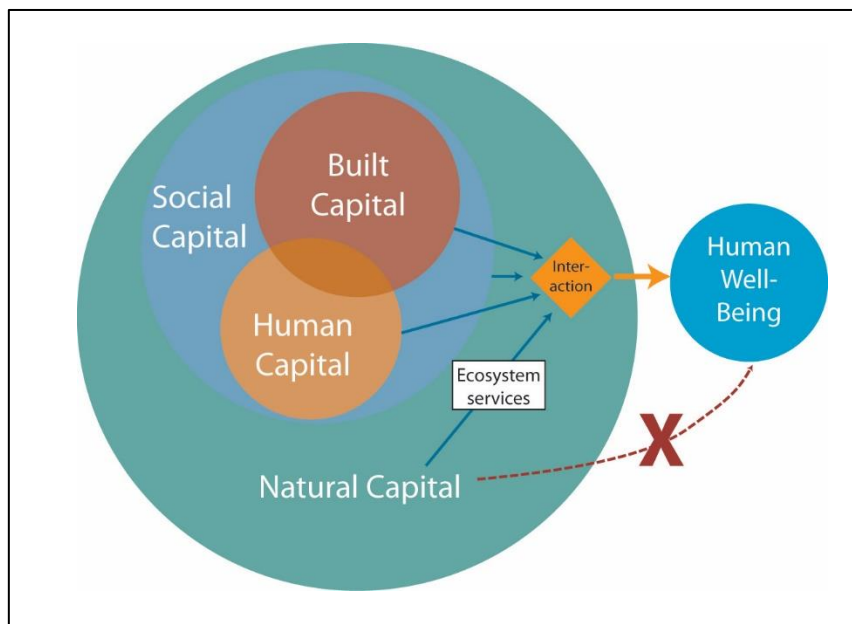 Built
Capital
Social
Capital
Human
Capital
Inter-
action
Human
Well-
Being
Ecosystem
services
Natural Capital
X